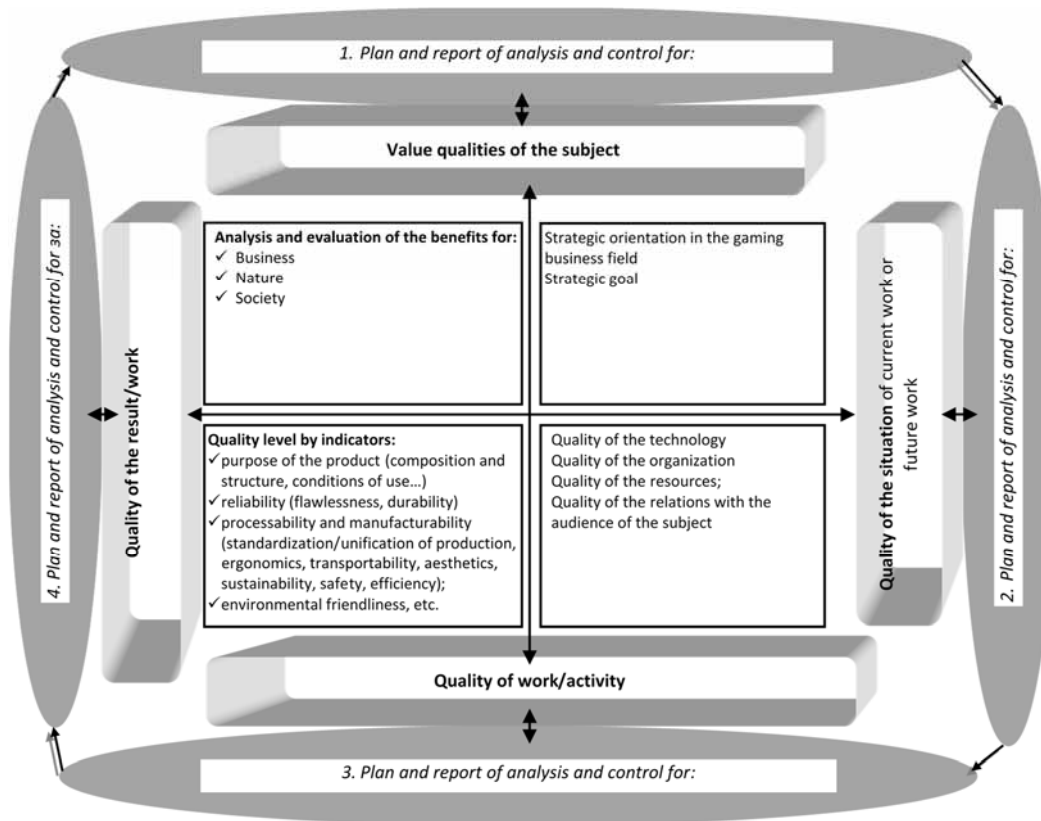 1. Plan and report of analysis and control for:
Value qualities of the subject
Analysis and evaluation of the benefits for:
✓ Business
✓ Nature
✓ Society
Strategic orientation in the gaming
business field
Strategic goal
4. Plan and report of analysis and control for за:
Quality of the result/work
Quality of the situation of current work or
future work
2. Plan and report of analysis and control for:
Quality level by indicators:
✓purpose of the product (composition and
structure, conditions of use…)
✓reliability (flawlessness, durability)
✓processability and manufacturability
(standardization/unification of production,
ergonomics, transportability, aesthetics,
sustainability, safety, efficiency);
✓environmental friendliness, etc.
Quality of the technology
Quality of the organization
Quality of the resources;
Quality of the relations with the
audience of the subject
Quality of work/activity
3. Plan and report of analysis and control for: